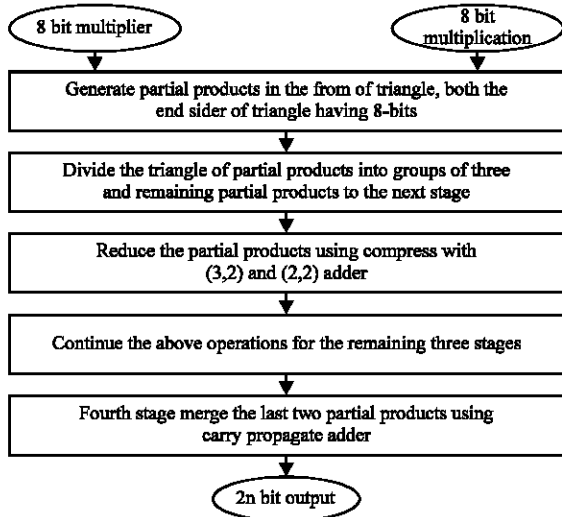 8 bit multiplier
8 bit
multiplication
Generate partial products in the from of triangle, both the
end sider of triangle having 8-bits
Divide the triangle of partial products into groups of three
and remaining partial products to the next stage
Reduce the partial products using compress with
(3,2) and (2,2) adder
Continue the above operations for the remaining three stages
Fourth stage merge the last two partial products using
carry propagate adder
2n bit output